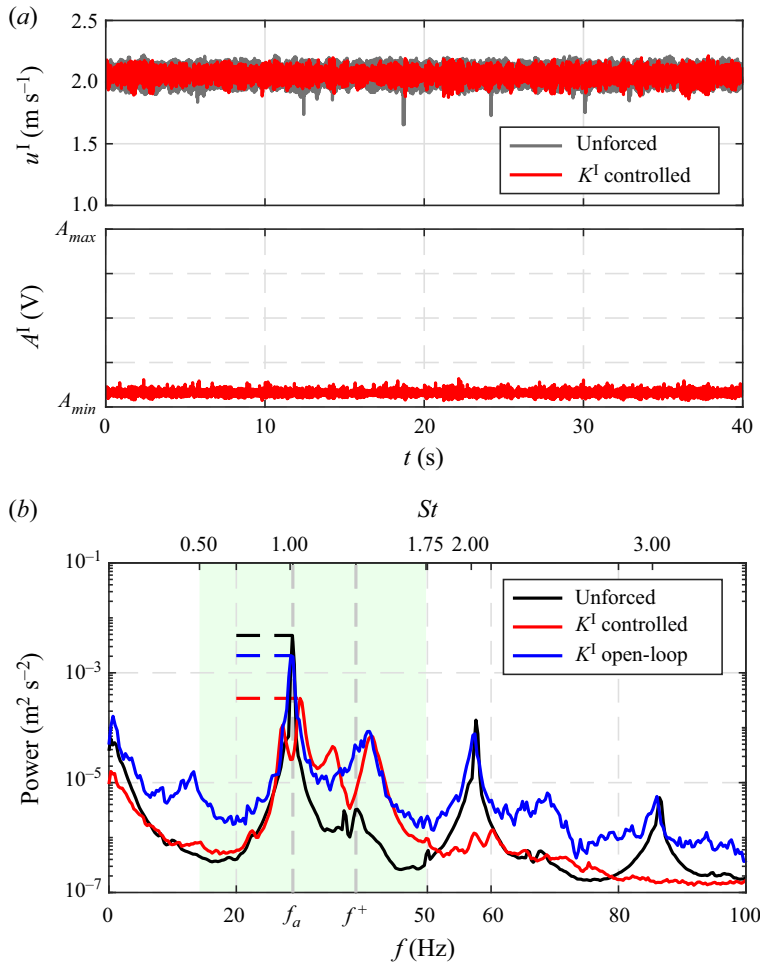 (a)
2.5
2.0
1.5
1.0
u^I (m s⁻¹)
Unforced
K^I controlled
A_max
A_min
A^I (V)
0 10 20 30 40
t (s)
(b)
St
0.50 1.00 1.75 2.00 3.00
10⁻¹
10⁻³
10⁻⁵
10⁻⁷
Power (m² s⁻²)
Unforced
K^I controlled
K^I open-loop
0 20 f_a f⁺ 50 60 80 100
f (Hz)